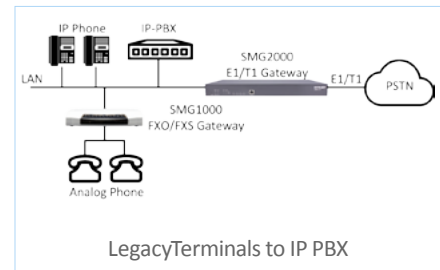 IP Phone
IP-PBX
SMG2000
E1/T1 Gateway
LAN
E1/T1
PSTN
SMG1000
FXO/FXS Gateway
Analog Phone
LegacyTerminals to IP PBX